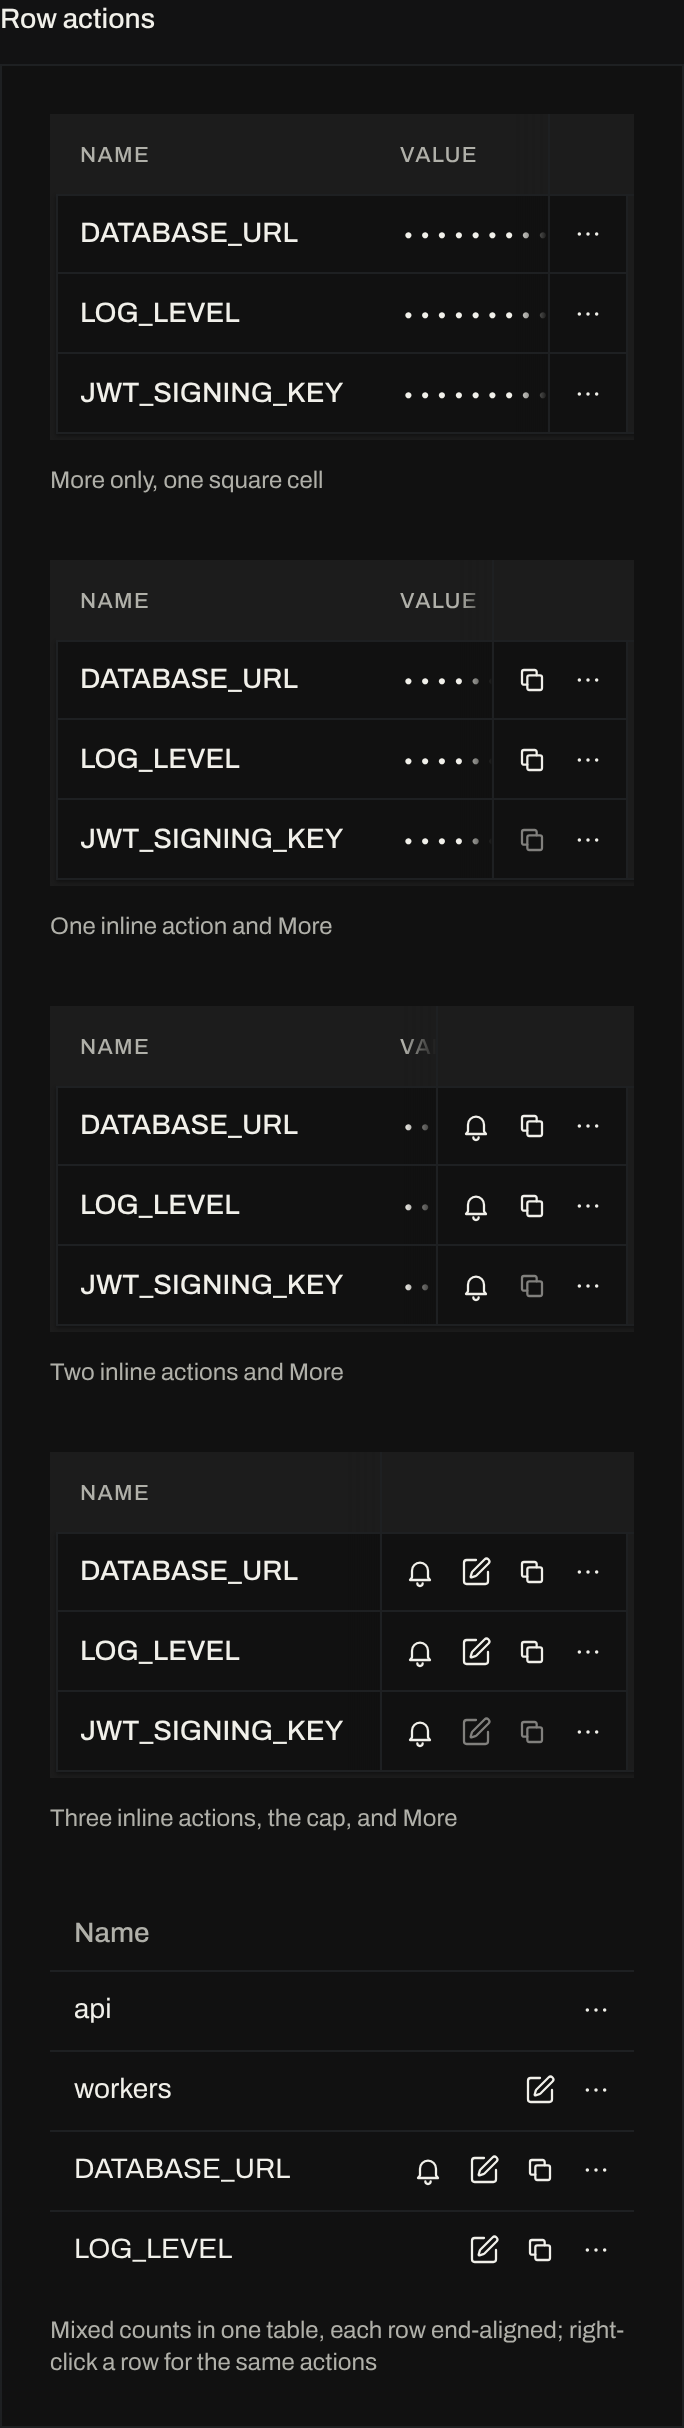 Row actions
NAME VALUE
DATABASE_URL
LOG_LEVEL
JWT_SIGNING_KEY
More only, one square cell
NAME VALUE
DATABASE_URL
LOG_LEVEL
JWT_SIGNING_KEY
One inline action and More
NAME VA
DATABASE_URL
LOG_LEVEL
JWT_SIGNING_KEY
Two inline actions and More
NAME
DATABASE_URL
LOG_LEVEL
JWT_SIGNING_KEY
Three inline actions, the cap, and More
Name
api
workers
DATABASE_URL
LOG_LEVEL
Mixed counts in one table, each row end-aligned; right-
click a row for the same actions